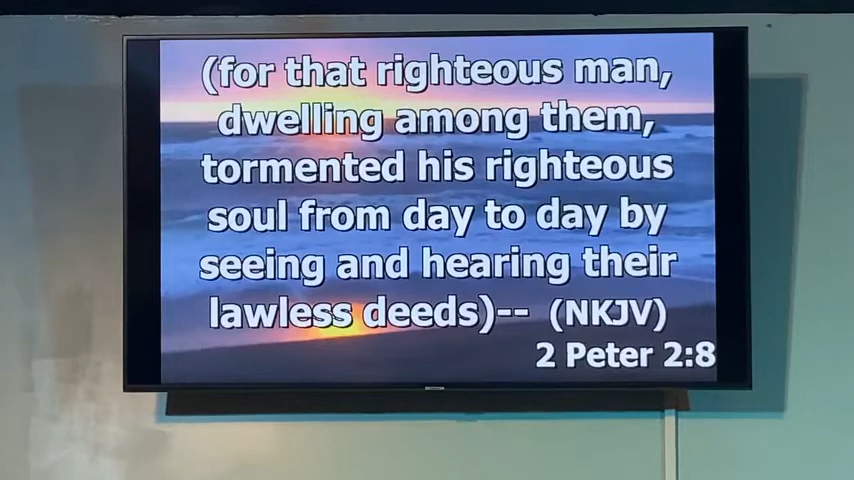 (for that righteous man,
dwelling among them,
tormented his righteous
soul from day to day by
seeing and hearing their
lawless deeds)-- (NKJV)
2 Peter 2:8